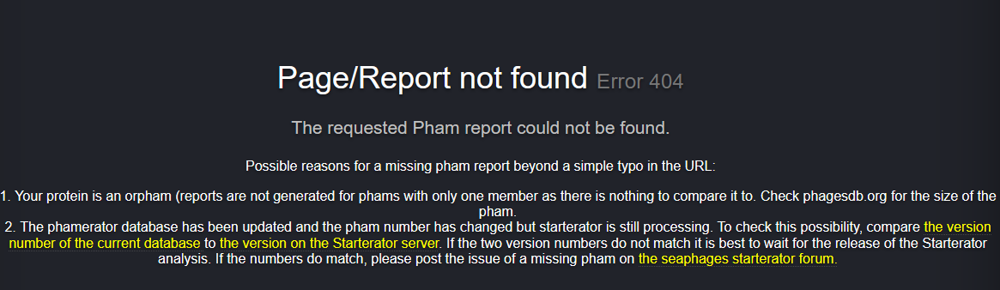 Page/Report not found Error 404
The requested Pham report could not be found.
Possible reasons for a missing pham report beyond a simple typo in the URL:
1. Your protein is an orpham (reports are not generated for phams with only one member as there is nothing to compare it to. Check phagesdb.org for the size of the
pham.
2. The phamerator database has been updated and the pham number has changed but starterator is still processing. To check this possibility, compare the version
number of the current database to the version on the Starterator server. If the two version numbers do not match it is best to wait for the release of the Starterator
analysis. If the numbers do match, please post the issue of a missing pham on the seaphages starterator forum.